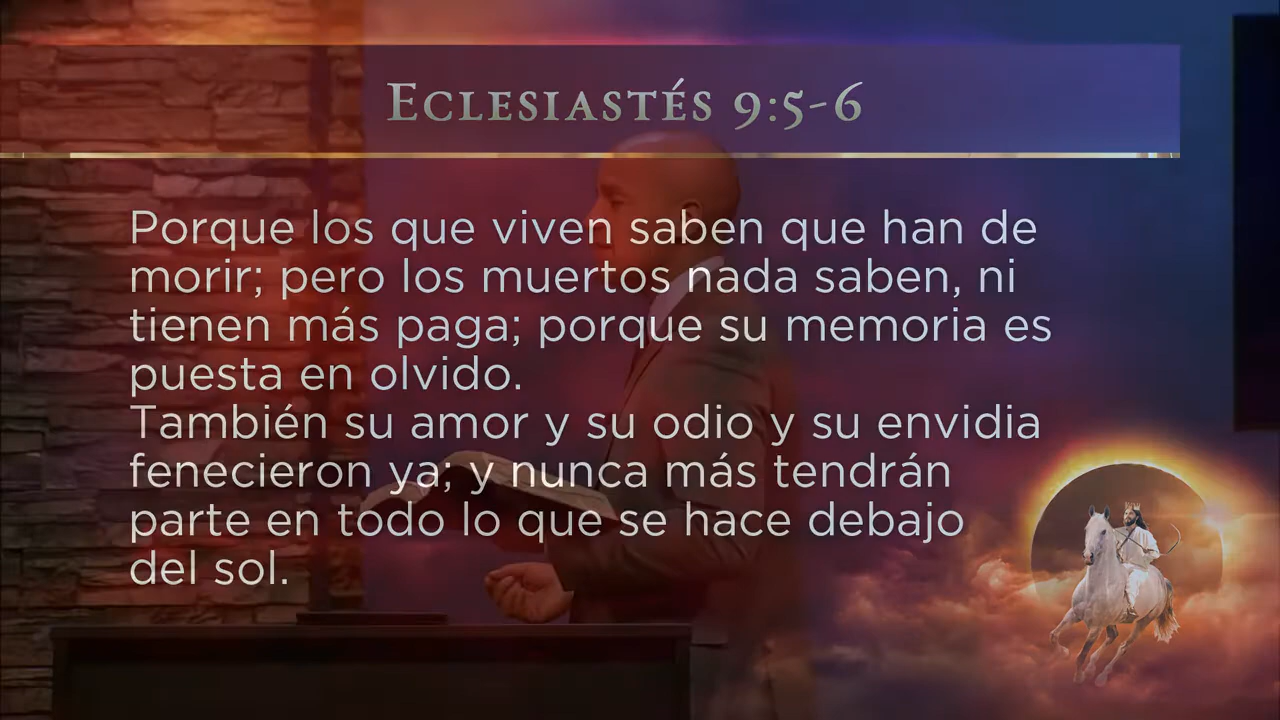 Eclesiastés 9:5-6
Porque los que viven saben que han de
morir; pero los muertos nada saben, ni
tienen más paga; porque su memoria es
puesta en olvido.
También su amor y su odio y su envidia
fenecieron ya; y nunca más tendrán
parte en todo lo que se hace debajo
del sol.